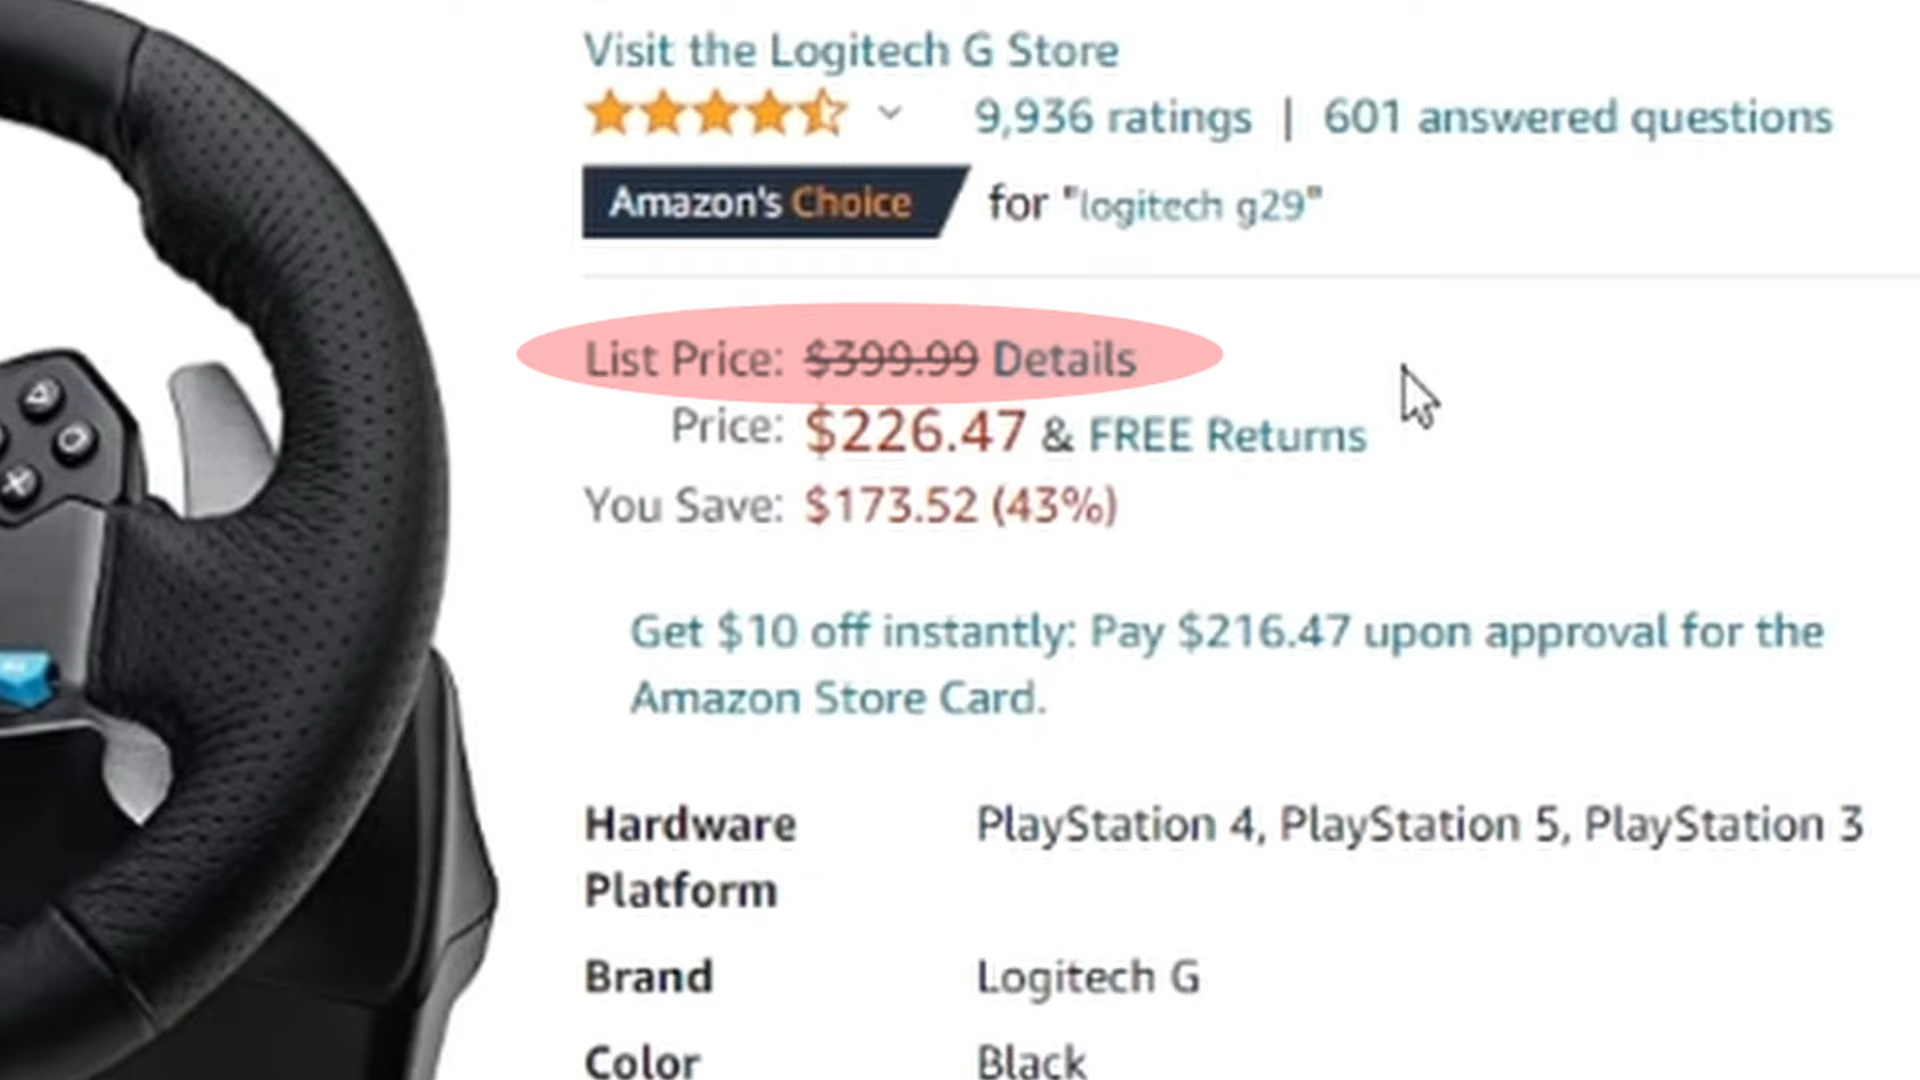 Visit the Logitech G Store
9,936 ratings | 601 answered questions
Amazon's Choice for "logitech g29"
List Price: $399.99 Details
Price: $226.47 & FREE Returns
You Save: $173.52 (43%)
Get $10 off instantly: Pay $216.47 upon approval for the
Amazon Store Card.
Hardware PlayStation 4, PlayStation 5, PlayStation 3
Platform
Brand Logitech G
Color Black